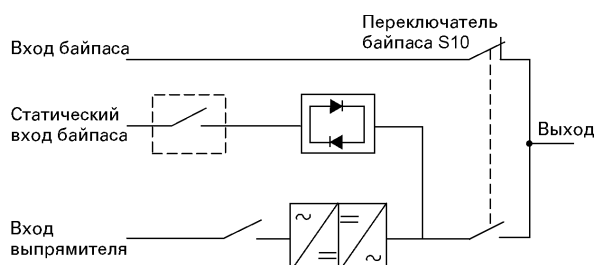 Переключатель
байпаса S10
Вход байпаса
Статический
вход байпаса
Выход
Вход
выпрямителя